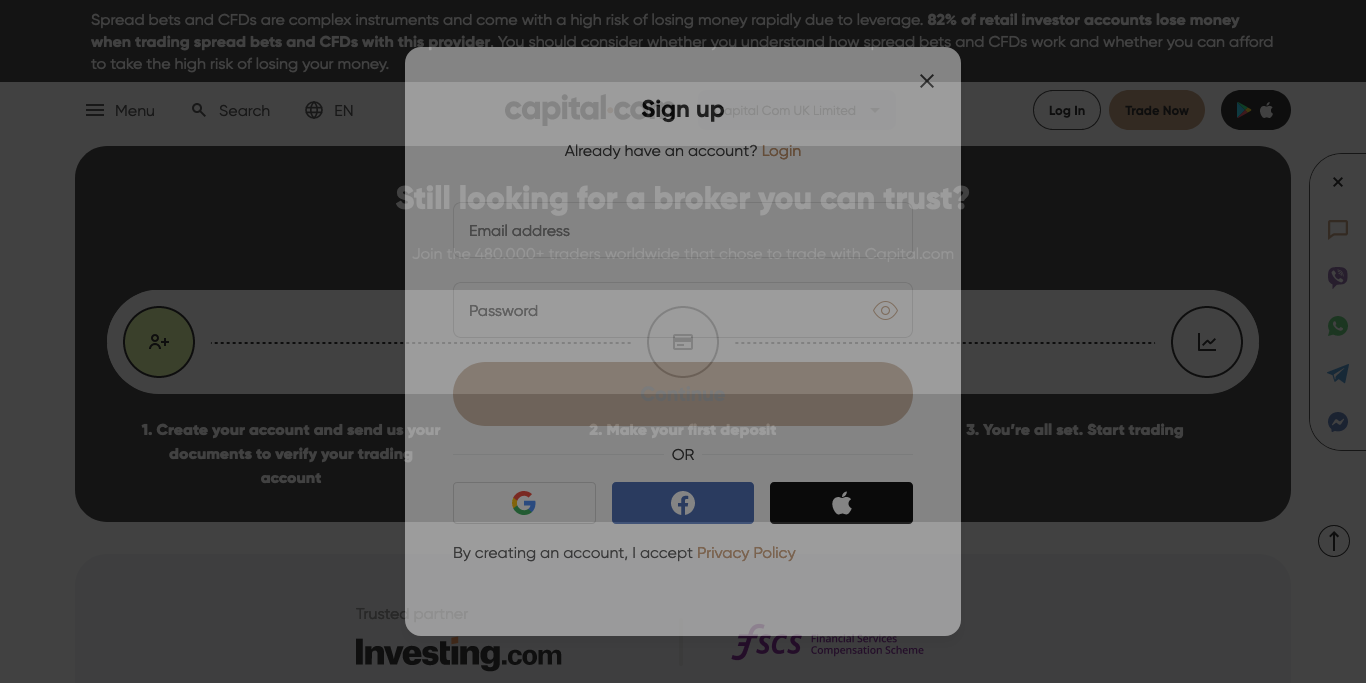 Spread bets and CFDs are complex instruments and come with a high risk of losing money rapidly due to leverage. 82% of retail investor accounts lose money
when trading spread bets and CFDs with this provider. You should consider whether you understand how spread bets and CFDs work and whether you can afford
to take the high risk of losing your money.
Menu
Search
EN
capital.com
Capital Com UK Limited
Log In
Trade Now
Sign up
Already have an account? Login
Still looking for a broker you can trust?
Email address
Join the 480.000+ traders worldwide that chose to trade with Capital.com
Password
Continue
1. Create your account and send us your
documents to verify your trading
account
2. Make your first deposit
3. You’re all set. Start trading
OR
By creating an account, I accept Privacy Policy
Trusted partner
Investing.com
FSCS
Financial Services
Compensation Scheme